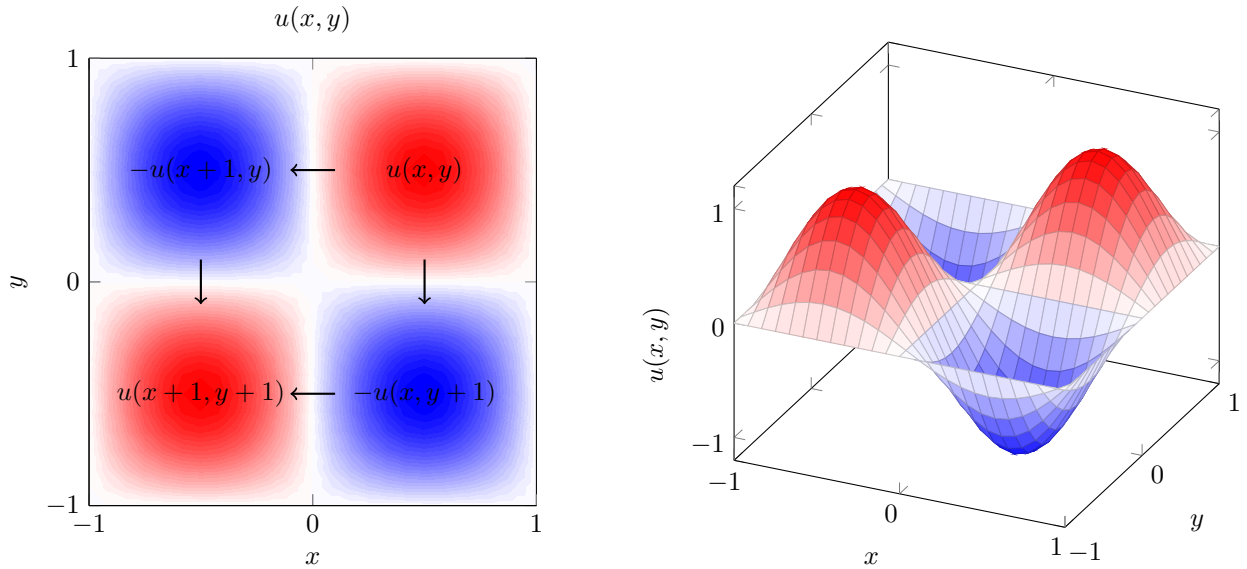 u(x, y)
1
−u(x + 1, y)
u(x, y)
y
0
u(x+1, y+1)
−u(x, y + 1)
−1
−1
0
1
x
u(x, y)
1
0
−1
−1
0
1
x
−1
0
1
y